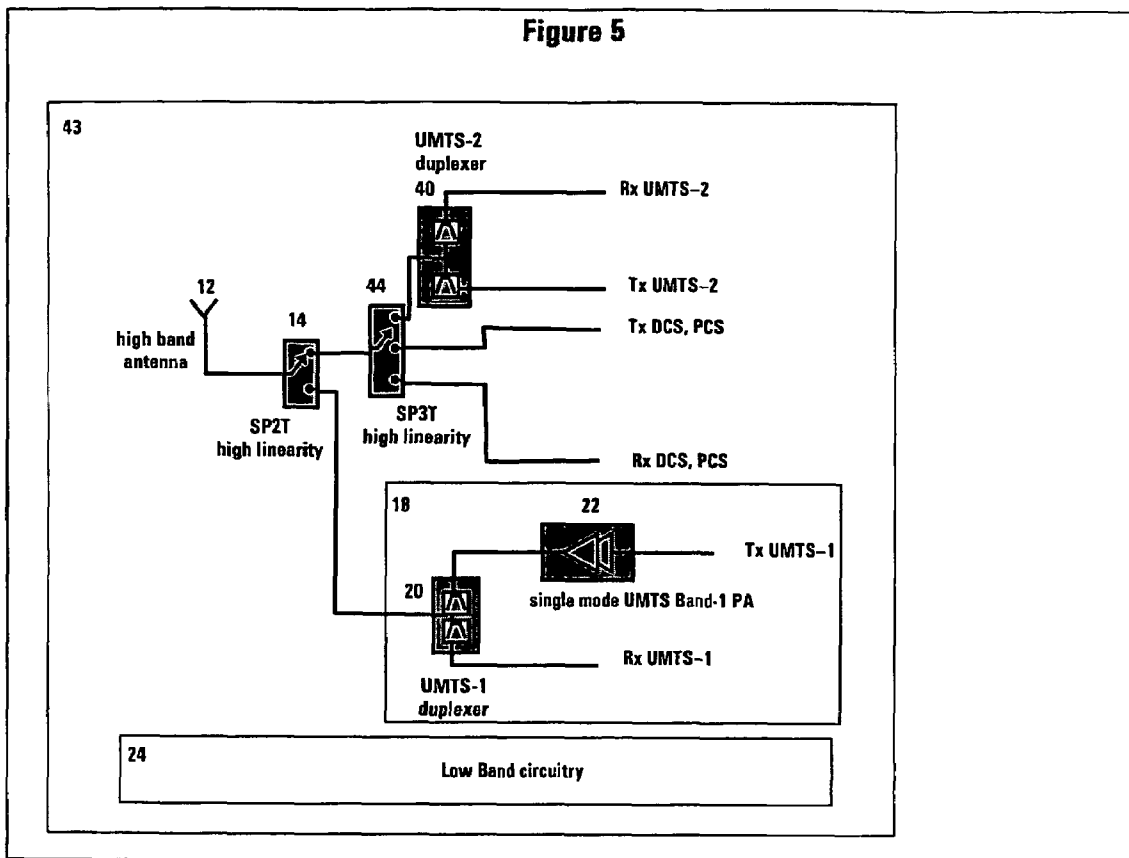 Figure 5
43
UMTS-2
duplexer
40
Rx UMTS-2
12
44
Tx UMTS-2
14
Tx DCS, PCS
high band
antenna
SP2T
high linearity
SP3T
high linearity
Rx DCS, PCS
18
22
Tx UMTS-1
20
single mode UMTS Band-1 PA
Rx UMTS-1
UMTS-1
duplexer
24
Low Band circuitry